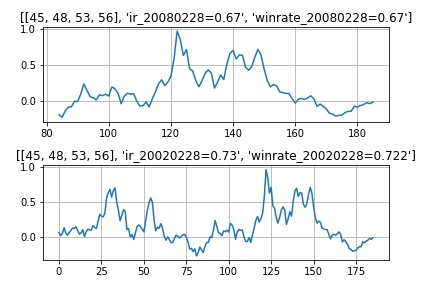 [[45, 48, 53, 56], 'ir_20080228=0.67', 'winrate_20080228=0.67']
1.0
0.5
0.0
80 100 120 140 160 180
[[45, 48, 53, 56], 'ir_20020228=0.73', 'winrate_20020228=0.722']
1.0
0.5
0.0
0 25 50 75 100 125 150 175